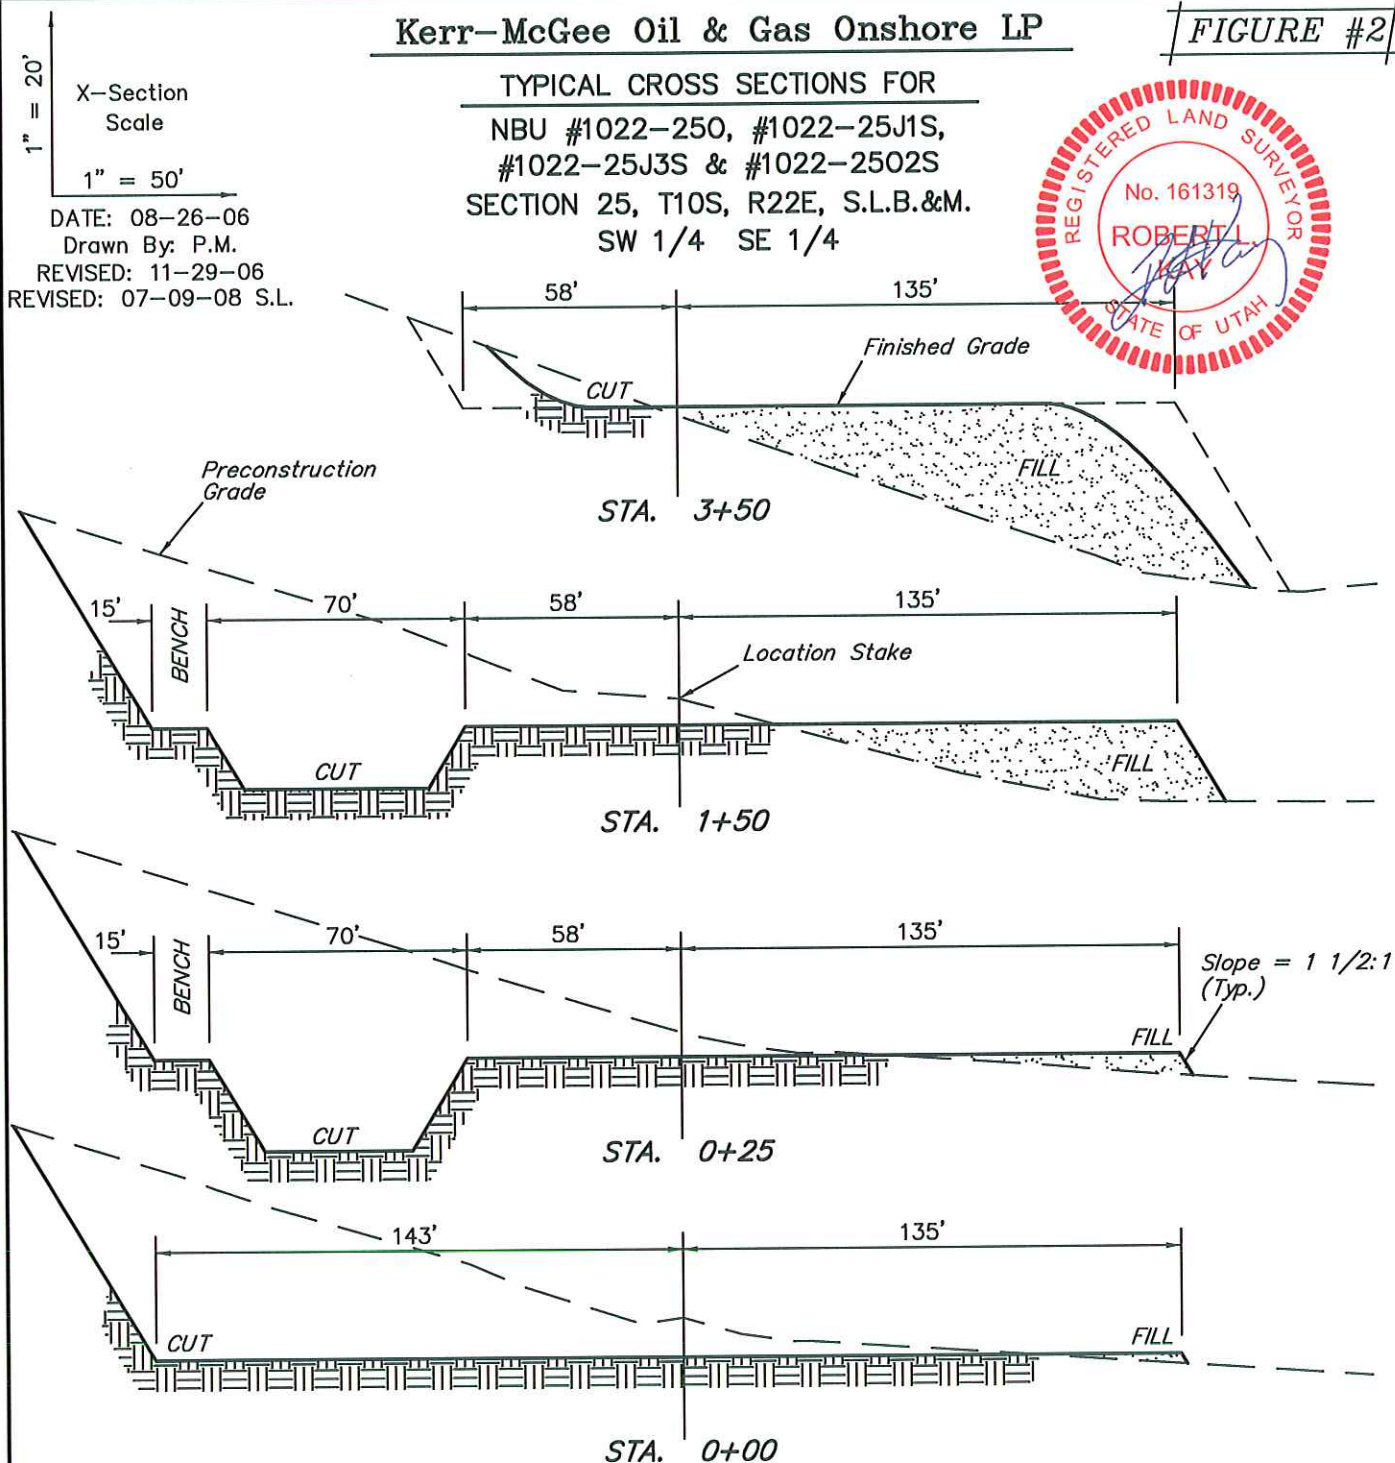 Kerr-McGee Oil & Gas Onshore LP
FIGURE #2
TYPICAL CROSS SECTIONS FOR
NBU #1022-25O, #1022-25J1S,
#1022-25J3S & #1022-25O2S
SECTION 25, T10S, R22E, S.L.B.&M.
SW 1/4 SE 1/4
1" = 20'
X-Section
Scale
1" = 50'
DATE: 08-26-06
Drawn By: P.M.
REVISED: 11-29-06
REVISED: 07-09-08 S.L.
REGISTERED LAND SURVEYOR
No. 161319
ROBERT L.
KAY
STATE OF UTAH
58'
135'
Finished Grade
CUT
FILL
STA. 3+50
Preconstruction
Grade
15'
BENCH
70'
58'
135'
Location Stake
CUT
FILL
STA. 1+50
15'
BENCH
70'
58'
135'
Slope = 1 1/2:1
(Typ.)
FILL
CUT
STA. 0+25
143'
135'
CUT
FILL
STA. 0+00